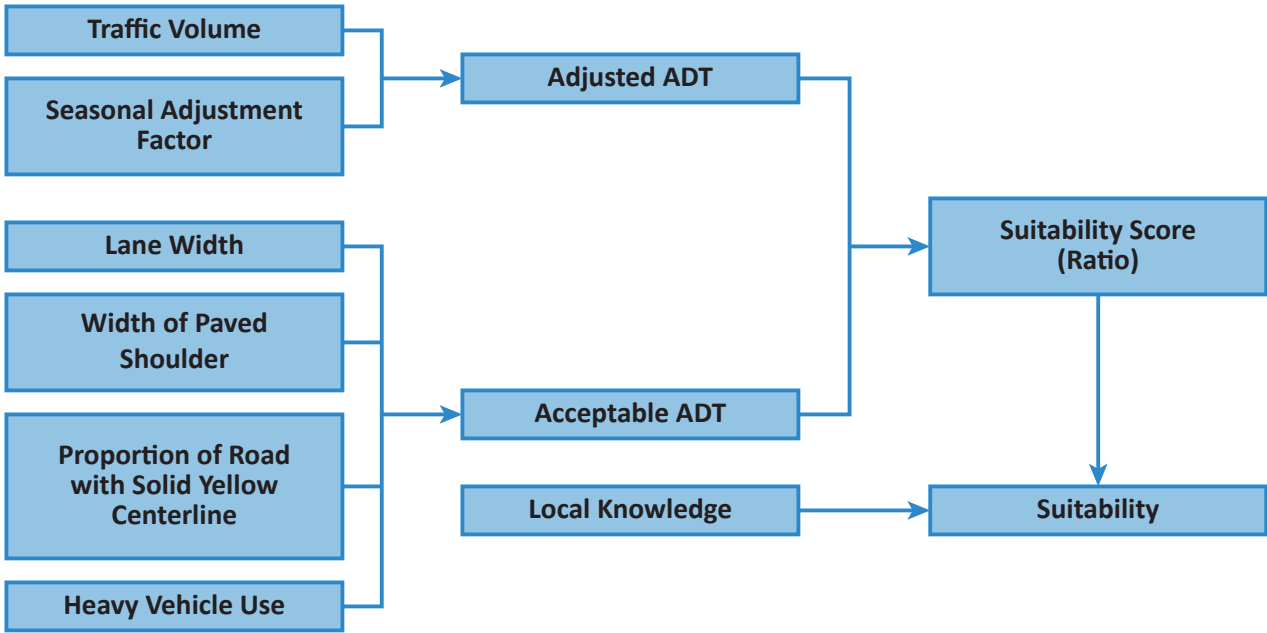 Traffic Volume
Seasonal Adjustment
Factor
Adjusted ADT
Lane Width
Width of Paved
Shoulder
Proportion of Road
with Solid Yellow
Centerline
Heavy Vehicle Use
Acceptable ADT
Local Knowledge
Suitability Score
(Ratio)
Suitability